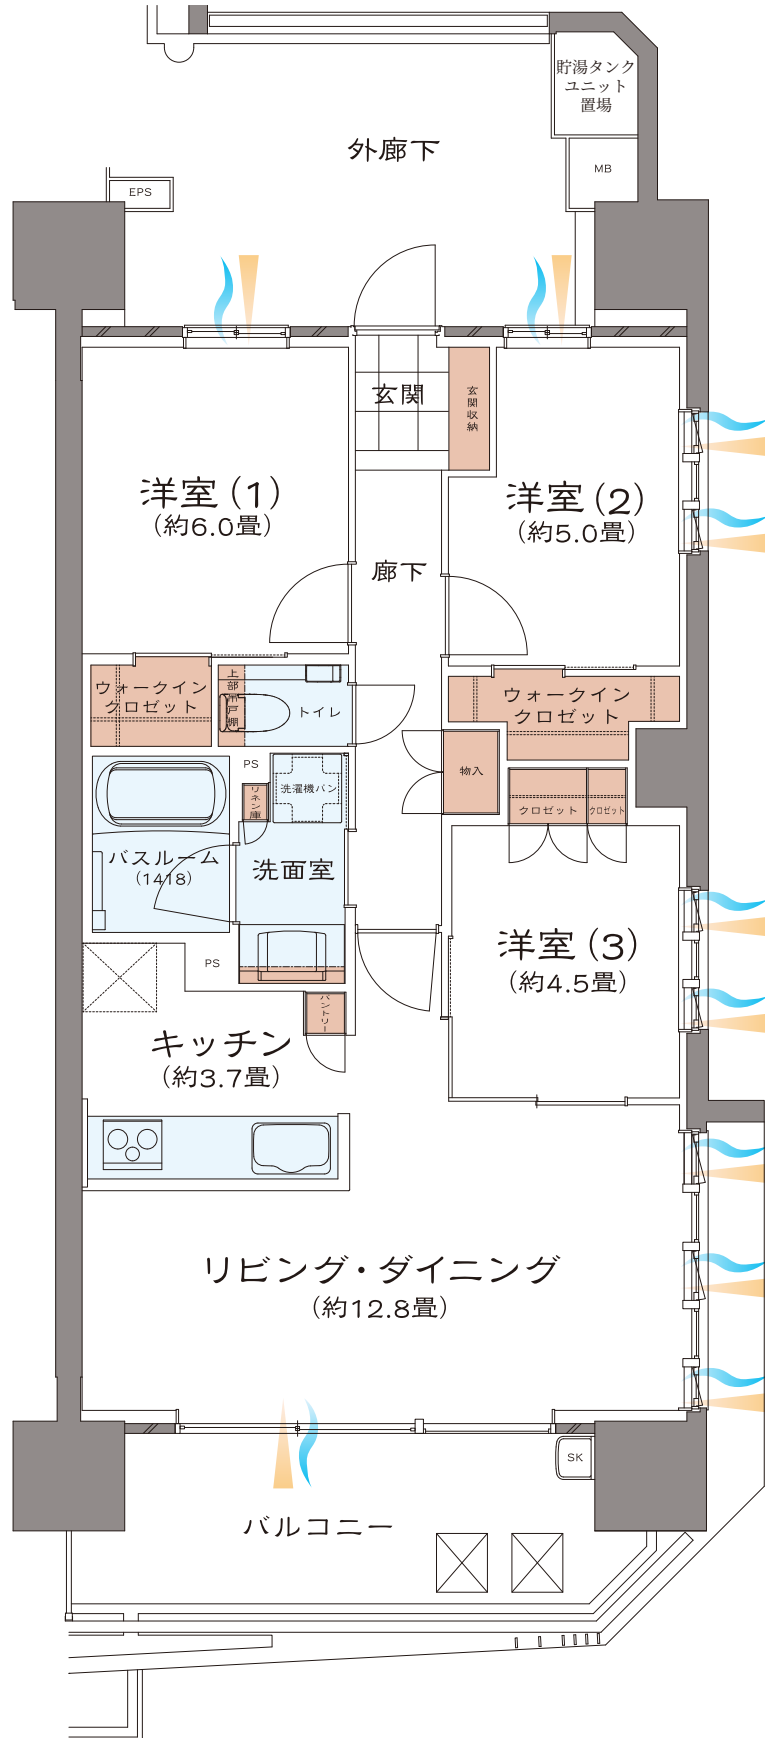 貯湯タンク
ユニット
置場
外廊下
MB
EPS
玄関
玄関収納
洋室(1)
(約6.0畳)
洋室(2)
(約5.0畳)
廊下
ウォークイン
クロゼット
上部吊戸棚
トイレ
ウォークイン
クロゼット
PS
リネン庫
洗濯機パン
物入
クロゼット
クロゼット
バスルーム
(1418)
洗面室
洋室(3)
(約4.5畳)
PS
パントリー
キッチン
(約3.7畳)
リビング・ダイニング
(約12.8畳)
SK
バルコニー